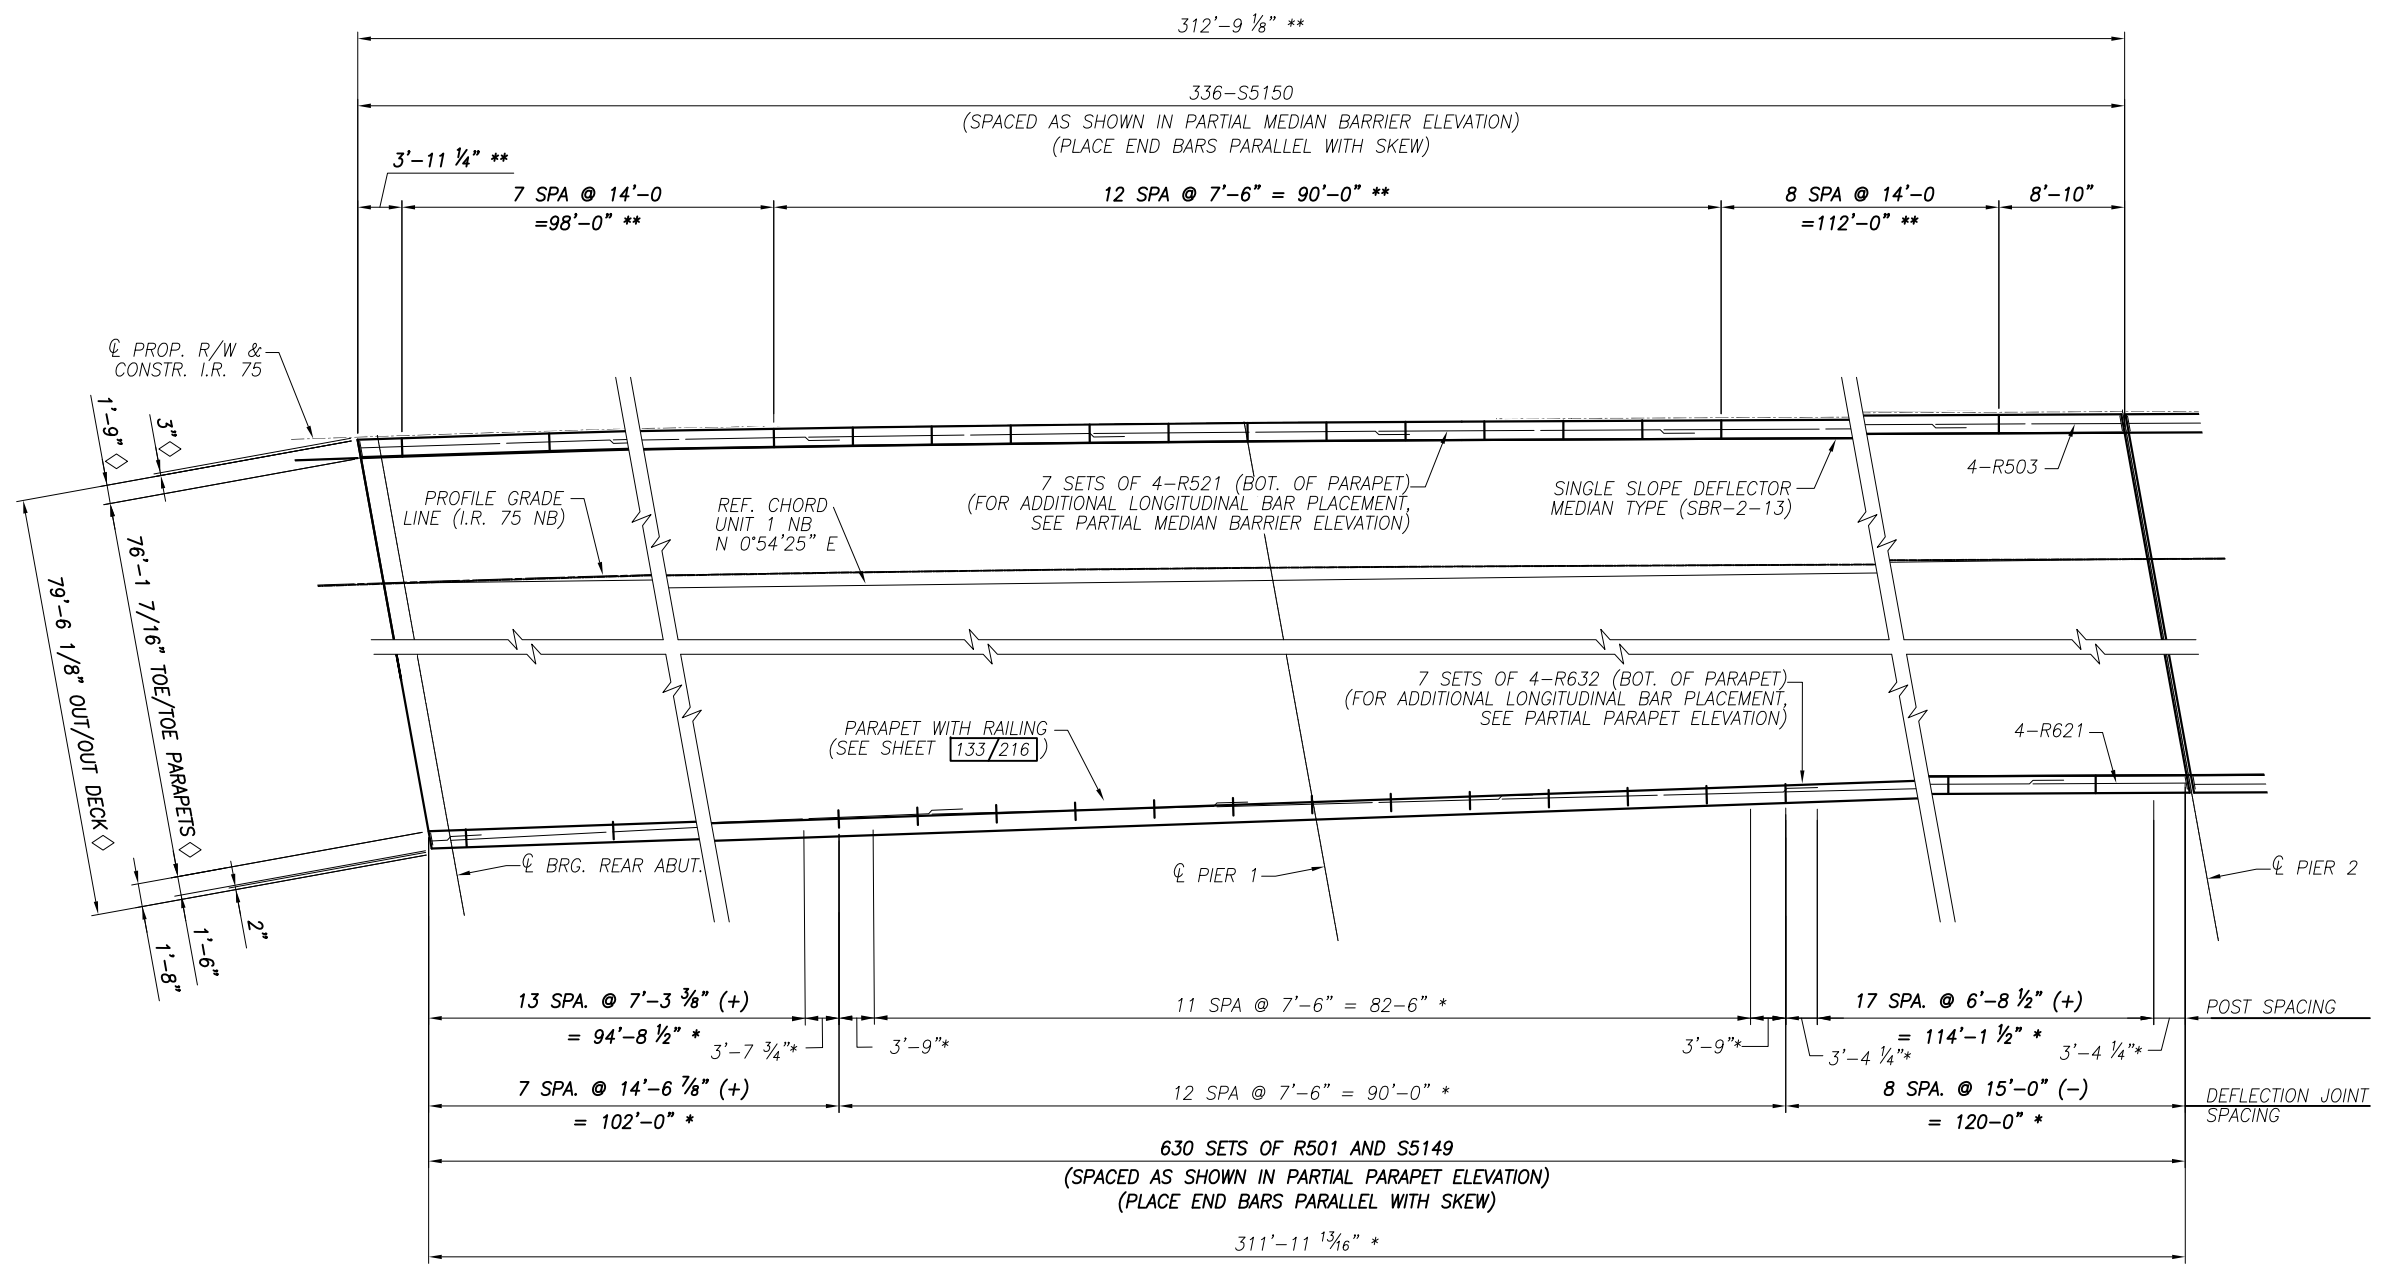 312'-9 ⅛" **
336-S5150
(SPACED AS SHOWN IN PARTIAL MEDIAN BARRIER ELEVATION)
(PLACE END BARS PARALLEL WITH SKEW)
3'-11 ¼" **
7 SPA @ 14'-0
=98'-0" **
12 SPA @ 7'-6" = 90'-0" **
8 SPA @ 14'-0
=112'-0" **
8'-10"
℄ PROP. R/W &
CONSTR. I.R. 75
1'-9" ◇
3" ◇
PROFILE GRADE
LINE (I.R. 75 NB)
REF. CHORD
UNIT 1 NB
N 0°54'25" E
7 SETS OF 4-R521 (BOT. OF PARAPET)
(FOR ADDITIONAL LONGITUDINAL BAR PLACEMENT,
SEE PARTIAL MEDIAN BARRIER ELEVATION)
SINGLE SLOPE DEFLECTOR
MEDIAN TYPE (SBR-2-13)
4-R503
76'-1 7/16" TOE/TOE PARAPETS ◇
79'-6 1/8" OUT/OUT DECK ◇
7 SETS OF 4-R632 (BOT. OF PARAPET)
(FOR ADDITIONAL LONGITUDINAL BAR PLACEMENT,
SEE PARTIAL PARAPET ELEVATION)
PARAPET WITH RAILING
(SEE SHEET 133/216)
4-R621
℄ BRG. REAR ABUT.
℄ PIER 1
℄ PIER 2
2"
1'-6"
1'-8"
13 SPA. @ 7'-3 ⅜" (+)
= 94'-8 ½" *
3'-7 ¾"*
3'-9"*
11 SPA @ 7'-6" = 82-6" *
3'-9"*
3'-4 ¼"*
17 SPA. @ 6'-8 ½" (+)
= 114'-1 ½" *
3'-4 ¼"*
POST SPACING
7 SPA. @ 14'-6 ⅞" (+)
= 102'-0" *
12 SPA @ 7'-6" = 90'-0" *
8 SPA. @ 15'-0" (-)
= 120-0" *
DEFLECTION JOINT
SPACING
630 SETS OF R501 AND S5149
(SPACED AS SHOWN IN PARTIAL PARAPET ELEVATION)
(PLACE END BARS PARALLEL WITH SKEW)
311'-11 13/16" *